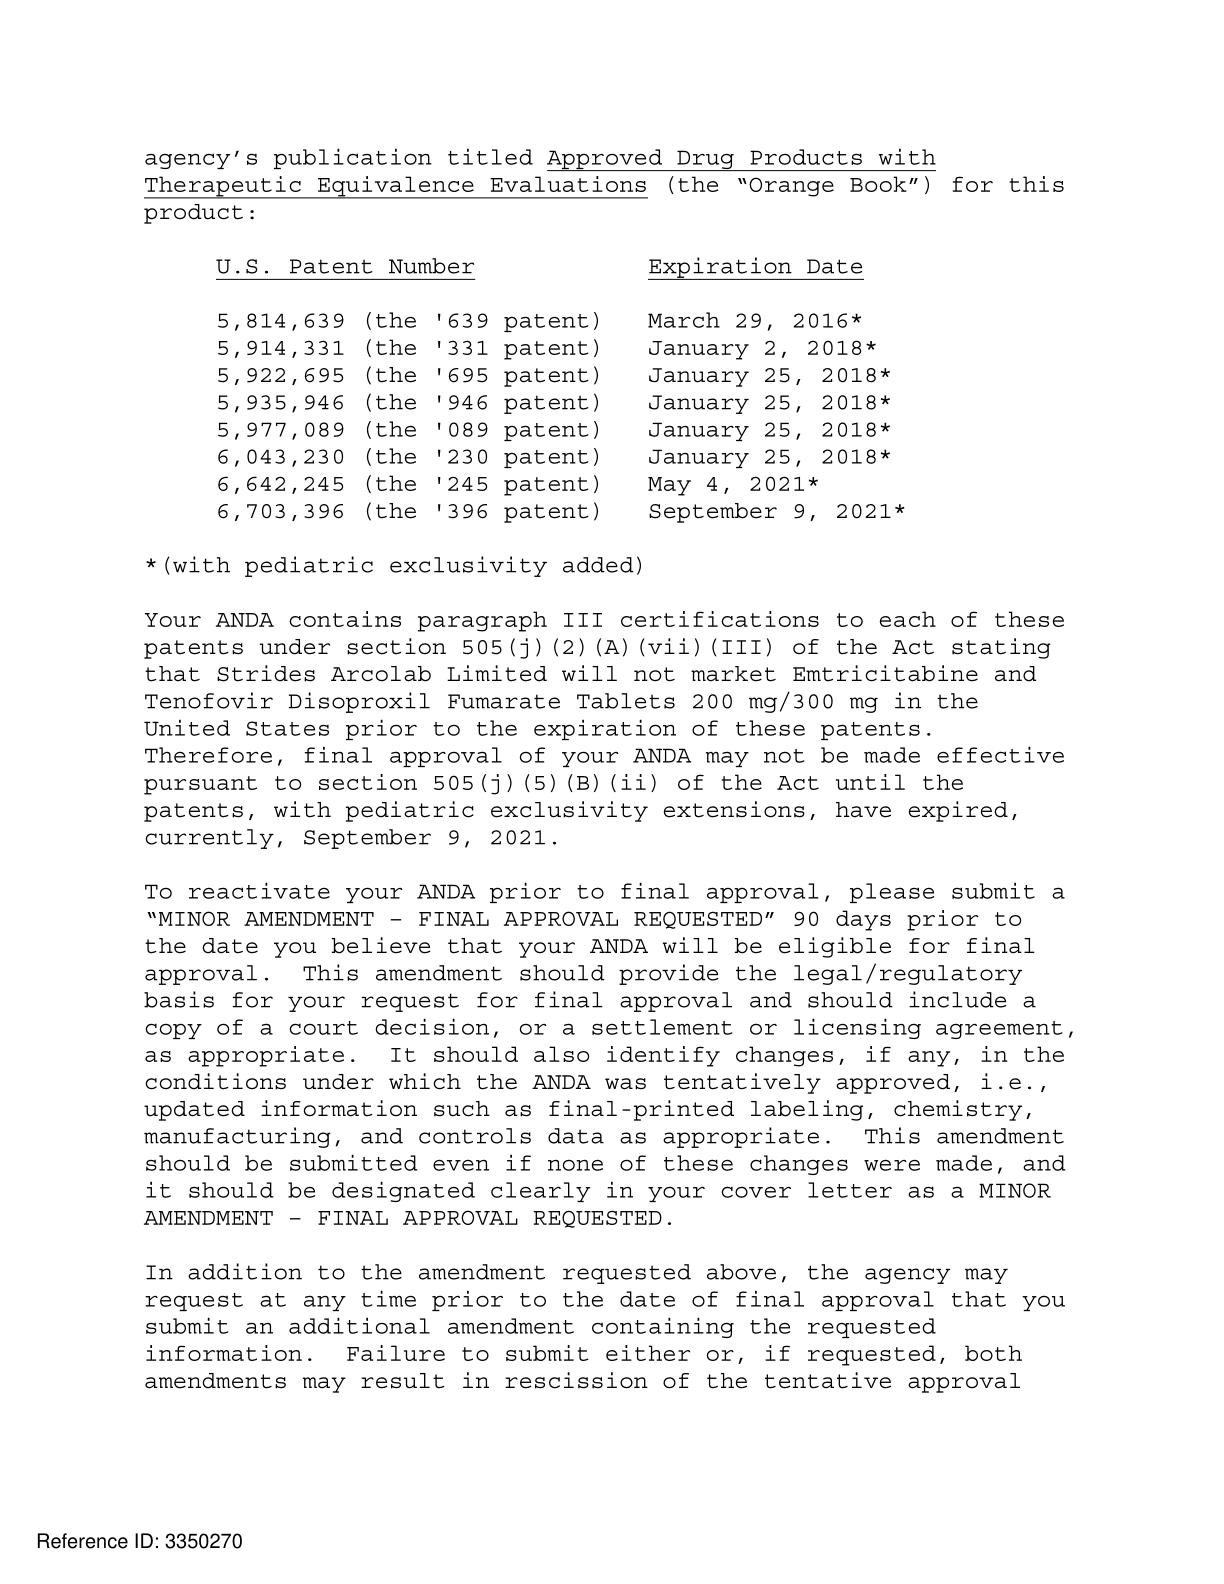 agency’s publication titled Approved Drug Products with
Therapeutic Equivalence Evaluations (the “Orange Book”) for this
product:
U.S. Patent Number Expiration Date
5,814,639 (the '639 patent) March 29, 2016*
5,914,331 (the '331 patent) January 2, 2018*
5,922,695 (the '695 patent) January 25, 2018*
5,935,946 (the '946 patent) January 25, 2018*
5,977,089 (the '089 patent) January 25, 2018*
6,043,230 (the '230 patent) January 25, 2018*
6,642,245 (the '245 patent) May 4, 2021*
6,703,396 (the '396 patent) September 9, 2021*
*(with pediatric exclusivity added)
Your ANDA contains paragraph III certifications to each of these
patents under section 505(j)(2)(A)(vii)(III) of the Act stating
that Strides Arcolab Limited will not market Emtricitabine and
Tenofovir Disoproxil Fumarate Tablets 200 mg/300 mg in the
United States prior to the expiration of these patents.
Therefore, final approval of your ANDA may not be made effective
pursuant to section 505(j)(5)(B)(ii) of the Act until the
patents, with pediatric exclusivity extensions, have expired,
currently, September 9, 2021.
To reactivate your ANDA prior to final approval, please submit a
“MINOR AMENDMENT – FINAL APPROVAL REQUESTED” 90 days prior to
the date you believe that your ANDA will be eligible for final
approval.  This amendment should provide the legal/regulatory
basis for your request for final approval and should include a
copy of a court decision, or a settlement or licensing agreement,
as appropriate.  It should also identify changes, if any, in the
conditions under which the ANDA was tentatively approved, i.e.,
updated information such as final-printed labeling, chemistry,
manufacturing, and controls data as appropriate.  This amendment
should be submitted even if none of these changes were made, and
it should be designated clearly in your cover letter as a MINOR
AMENDMENT – FINAL APPROVAL REQUESTED.
In addition to the amendment requested above, the agency may
request at any time prior to the date of final approval that you
submit an additional amendment containing the requested
information.  Failure to submit either or, if requested, both
amendments may result in rescission of the tentative approval
Reference ID: 3350270